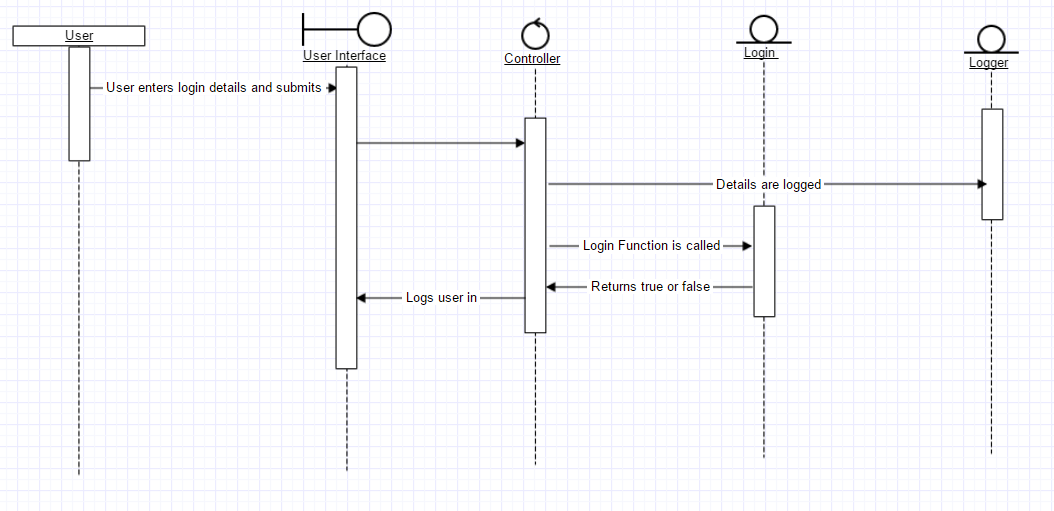 User
User Interface
Controller
Login
Logger
User enters login details and submits
Details are logged
Login Function is called
Returns true or false
Logs user in